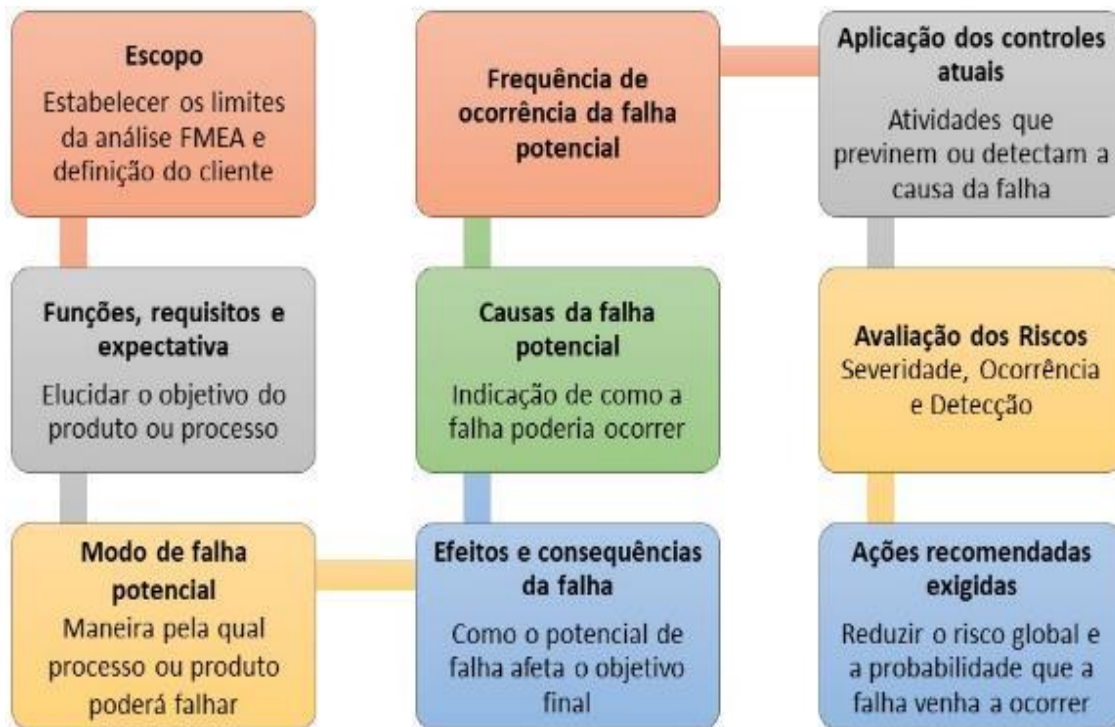 Escopo
Estabelecer os limites
da análise FMEA e
definição do cliente
Funções, requisitos e
expectativa
Elucidar o objetivo do
produto ou processo
Modo de falha
potencial
Maneira pela qual
processo ou produto
poderá falhar
Efeitos e consequências
da falha
Como o potencial de
falha afeta o objetivo
final
Causas da falha
potencial
Indicação de como a
falha poderia ocorrer
Frequência de
ocorrência da falha
potencial
Aplicação dos controles
atuais
Atividades que
previnem ou detectam a
causa da falha
Avaliação dos Riscos
Severidade, Ocorrência
e Detecção
Ações recomendadas
exigidas
Reduzir o risco global e
a probabilidade que a
falha venha a ocorrer